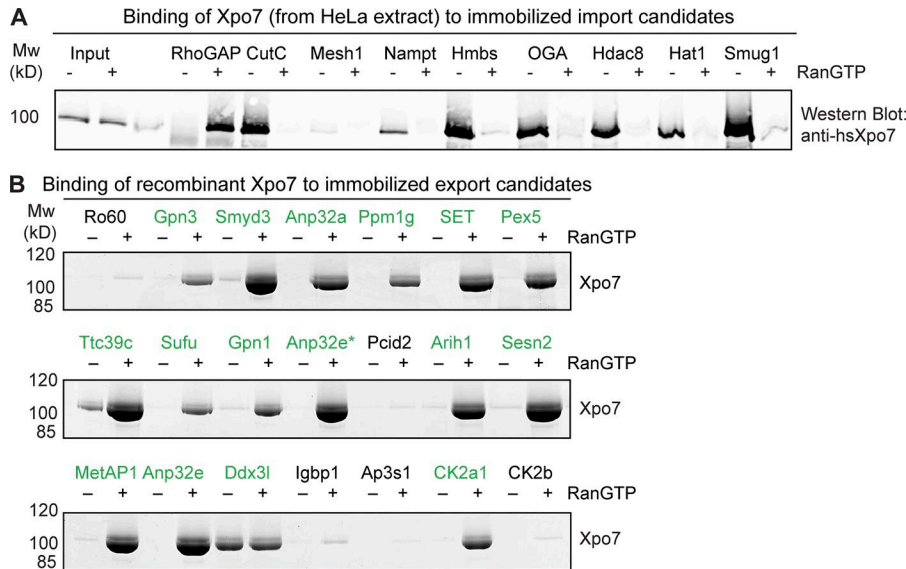 A Binding of Xpo7 (from HeLa extract) to immobilized import candidates
Mw (kD) Input RhoGAP CutC Mesh1 Nampt Hmbs OGA Hdac8 Hat1 Smug1
- + - + - + - + - + - + - + - + - + - + RanGTP
100 Western Blot: anti-hsXpo7
B Binding of recombinant Xpo7 to immobilized export candidates
Mw (kD) Ro60 Gpn3 Smyd3 Anp32a Ppm1g SET Pex5
– + – + – + – + – + – + – + RanGTP
120
100 Xpo7
85
Ttc39c Sufu Gpn1 Anp32e* Pcid2 Arih1 Sesn2
– + – + – + – + – + – + – + RanGTP
120
100 Xpo7
85
MetAP1 Anp32e Ddx3l Igbp1 Ap3s1 CK2a1 CK2b
– + – + – + – + – + – + – + RanGTP
120
100 Xpo7
85